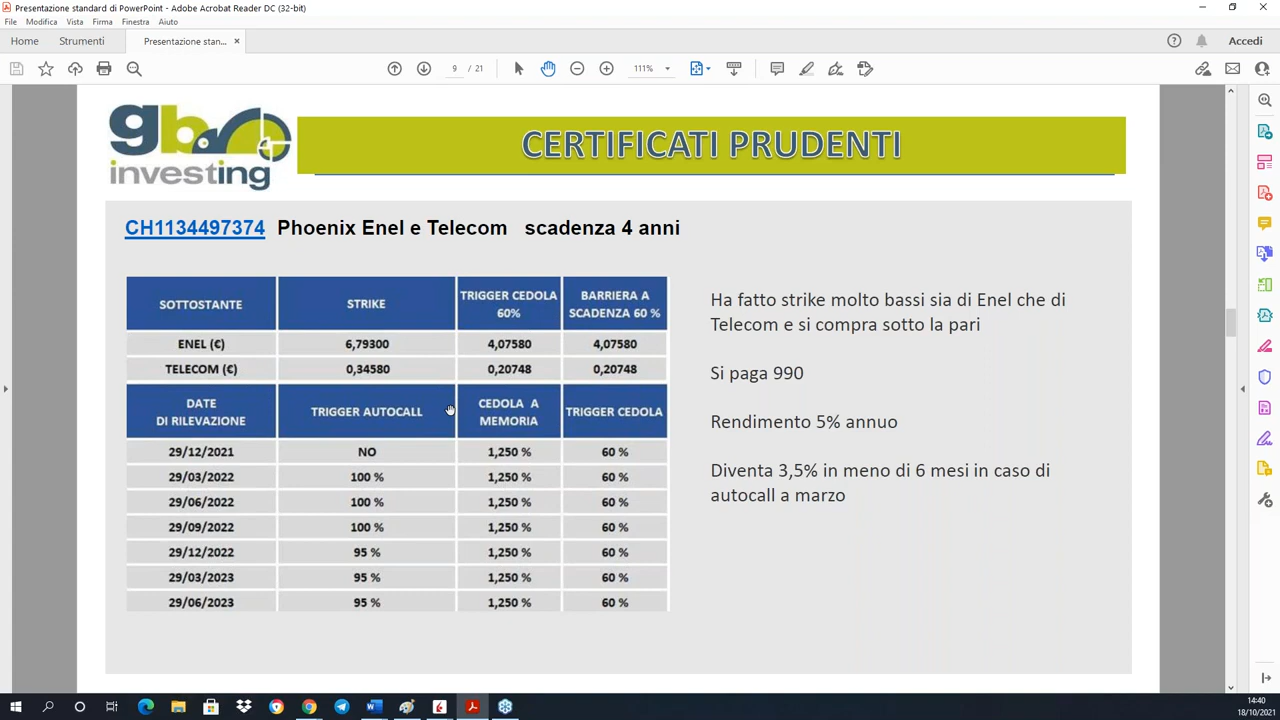 Presentazione standard di PowerPoint - Adobe Acrobat Reader DC (32-bit)
File Modifica Vista Firma Finestra Aiuto
Home Strumenti Presentazione stan... × Accedi
9 / 21 111%
gb investing
CERTIFICATI PRUDENTI
CH1134497374 Phoenix Enel e Telecom scadenza 4 anni
SOTTOSTANTE STRIKE TRIGGER CEDOLA 60% BARRIERA A SCADENZA 60 %
ENEL (€) 6,79300 4,07580 4,07580
TELECOM (€) 0,34580 0,20748 0,20748
DATE DI RILEVAZIONE TRIGGER AUTOCALL CEDOLA A MEMORIA TRIGGER CEDOLA
29/12/2021 NO 1,250 % 60 %
29/03/2022 100 % 1,250 % 60 %
29/06/2022 100 % 1,250 % 60 %
29/09/2022 100 % 1,250 % 60 %
29/12/2022 95 % 1,250 % 60 %
29/03/2023 95 % 1,250 % 60 %
29/06/2023 95 % 1,250 % 60 %
Ha fatto strike molto bassi sia di Enel che di
Telecom e si compra sotto la pari
Si paga 990
Rendimento 5% annuo
Diventa 3,5% in meno di 6 mesi in caso di
autocall a marzo
14:40
18/10/2021